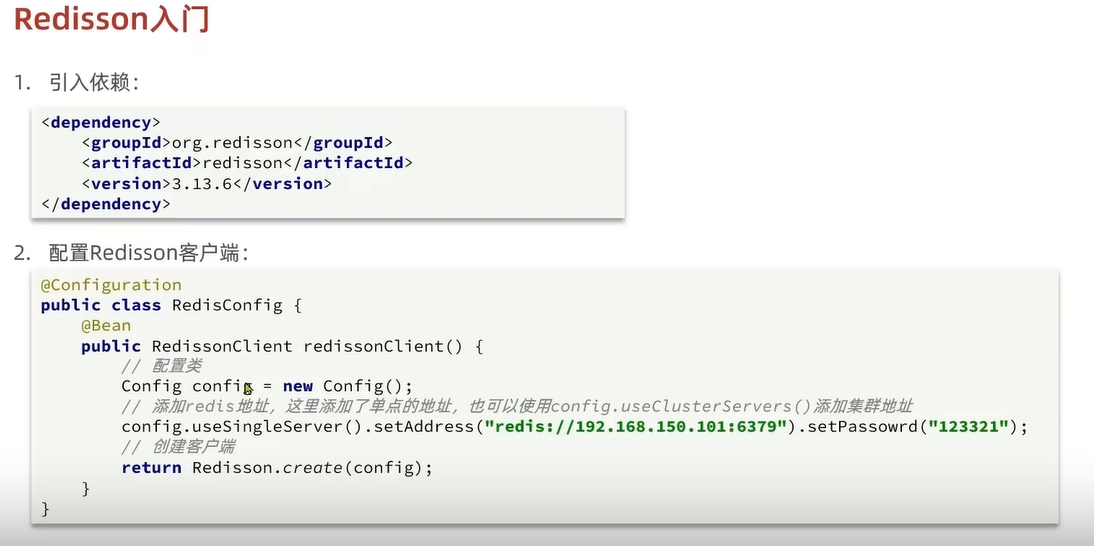 Redisson入门
1. 引入依赖：
<dependency>
    <groupId>org.redisson</groupId>
    <artifactId>redisson</artifactId>
    <version>3.13.6</version>
</dependency>
2. 配置Redisson客户端：
@Configuration
public class RedisConfig {
    @Bean
    public RedissonClient redissonClient() {
        // 配置类
        Config config = new Config();
        // 添加redis地址，这里添加了单点的地址，也可以使用config.useClusterServers()添加集群地址
        config.useSingleServer().setAddress("redis://192.168.150.101:6379").setPassowrd("123321");
        // 创建客户端
        return Redisson.create(config);
    }
}